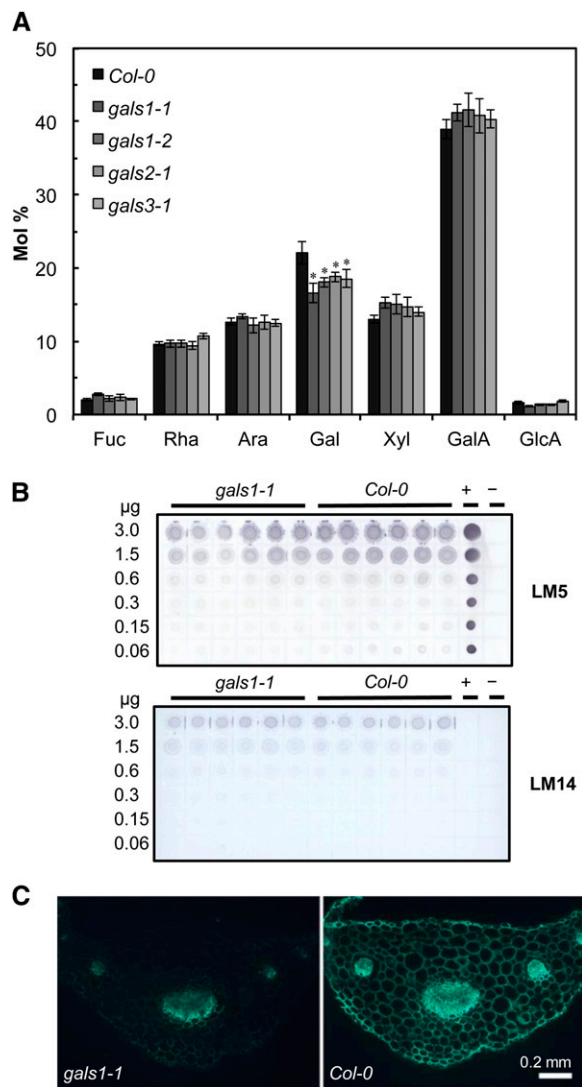 A
50
40
30
20
10
0
Mol %
Col-0
gals1-1
gals1-2
gals2-1
gals3-1
* * * *
Fuc Rha Ara Gal Xyl GalA GlcA
B
µg gals1-1 Col-0 + −
3.0
1.5
0.6
0.3
0.15
0.06
LM5
µg gals1-1 Col-0 + −
3.0
1.5
0.6
0.3
0.15
0.06
LM14
C
gals1-1
Col-0
0.2 mm